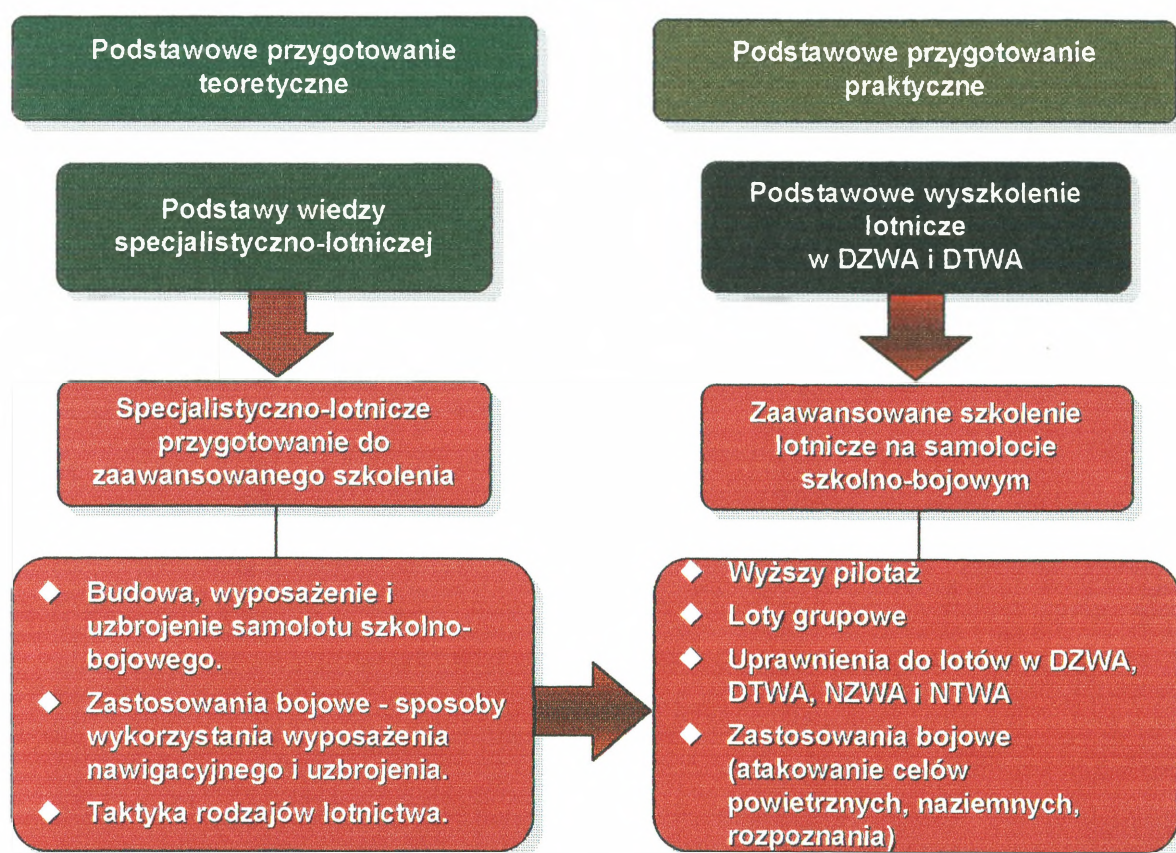 Podstawowe przygotowanie
teoretyczne
Podstawy wiedzy
specjalistyczno-lotniczej
Specjalistyczno-lotnicze
przygotowanie do
zaawansowanego szkolenia
◆ Budowa, wyposażenie i
uzbrojenie samolotu szkolno-
bojowego.
◆ Zastosowania bojowe - sposoby
wykorzystania wyposażenia
nawigacyjnego i uzbrojenia.
◆ Taktyka rodzajów lotnictwa.
Podstawowe przygotowanie
praktyczne
Podstawowe wyszkolenie
lotnicze
w DZWA i DTWA
Zaawansowane szkolenie
lotnicze na samolocie
szkolno-bojowym
◆ Wyższy pilotaż
◆ Loty grupowe
◆ Uprawnienia do lotów w DZWA,
DTWA, NZWA i NTWA
◆ Zastosowania bojowe
(atakowanie celów
powietrznych, naziemnych,
rozpoznania)